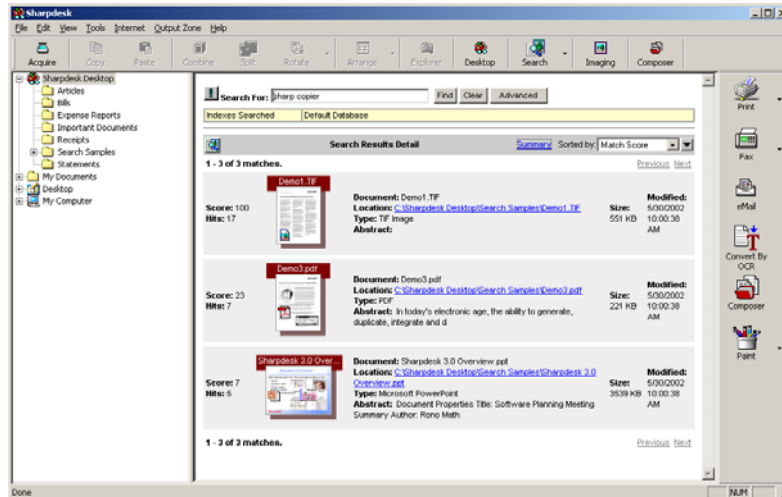 Sharpdesk
File Edit View Tools Internet Output Zone Help
Acquire Copy Paste Combine Split Rotate Arrange Explorer Desktop Search Imaging Composer
Sharpdesk Desktop
Articles
Bills
Expense Reports
Important Documents
Receipts
Search Samples
Statements
My Documents
Desktop
My Computer
Search For: sharp copier Find Clear Advanced
Indexes Searched Default Database
Search Results Detail Summary Sorted by: Match Score
1 - 3 of 3 matches. Previous Next
Demo1.TIF
Score: 100
Hits: 17
Document: Demo1.TIF
Location: C:\Sharpdesk Desktop\Search Samples\Demo1.TIF
Type: TIF Image
Abstract:
Size:
551 KB
Modified:
5/30/2002
10:00:38
AM
Demo3.pdf
Score: 23
Hits: 7
Document: Demo3.pdf
Location: C:\Sharpdesk Desktop\Search Samples\Demo3.pdf
Type: PDF
Abstract: In today's electronic age, the ability to generate,
duplicate, integrate and d
Size:
221 KB
Modified:
5/30/2002
10:00:38
AM
Sharpdesk 3.0 Over...
Score: 7
Hits: 5
Document: Sharpdesk 3.0 Overview.ppt
Location: C:\Sharpdesk Desktop\Search Samples\Sharpdesk 3.0
Overview.ppt
Type: Microsoft PowerPoint
Abstract: Document Properties Title: Software Planning Meeting
Summary Author: Rono Math
Size:
3539 KB
Modified:
5/30/2002
10:00:38
AM
1 - 3 of 3 matches. Previous Next
Print
Fax
eMail
Convert By
OCR
Composer
Paint
Done NUM